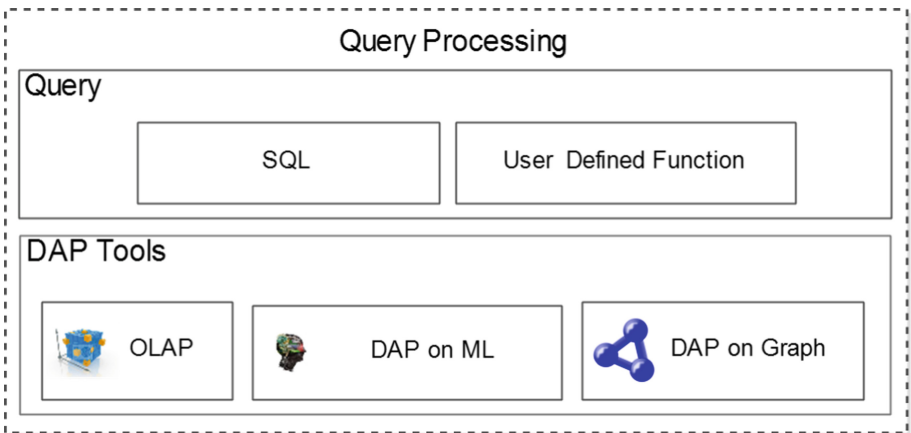 Query Processing
Query
SQL
User Defined Function
DAP Tools
OLAP
DAP on ML
DAP on Graph